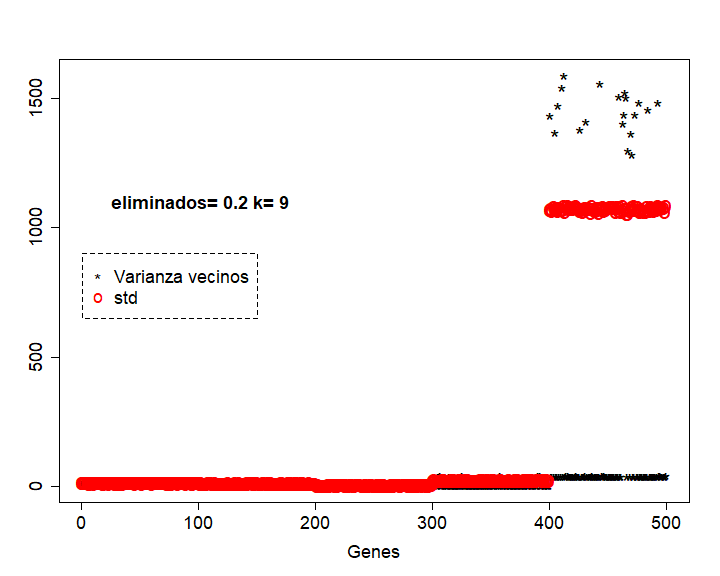 1500
1000
500
0
eliminados= 0.2 k= 9
* Varianza vecinos
o std
0 100 200 300 400 500
Genes